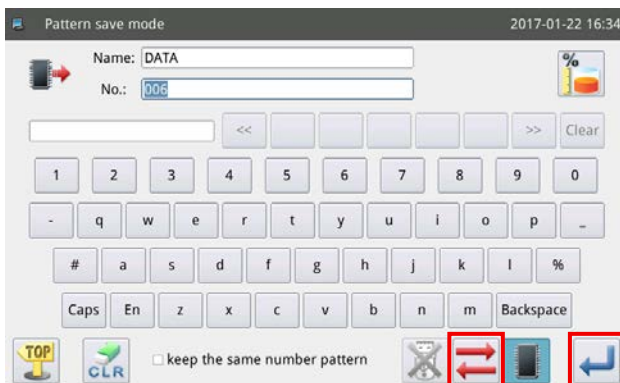 Pattern save mode 2017-01-22 16:34
Name: DATA
No.: 006
%
<< >> Clear
1 2 3 4 5 6 7 8 9 0
- q w e r t y u i o p _
# a s d f g h j k l %
Caps En z x c v b n m Backspace
TOP CLR keep the same number pattern